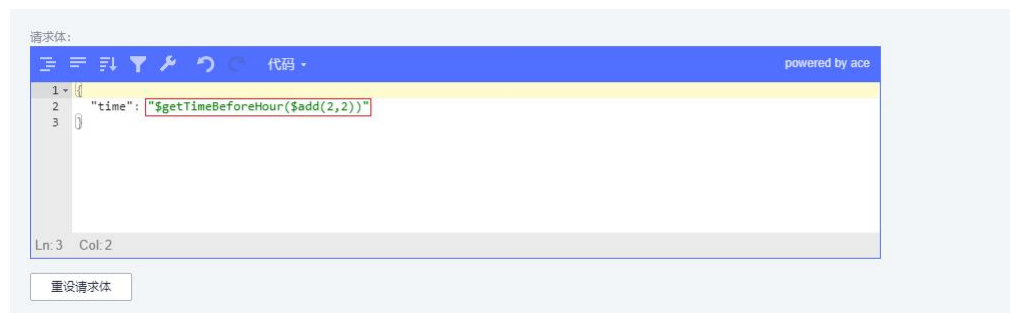 请求体:
代码
powered by ace
1 {
2 "time": "$getTimeBeforeHour($add(2,2))"
3 }
Ln: 3 Col: 2
重设请求体